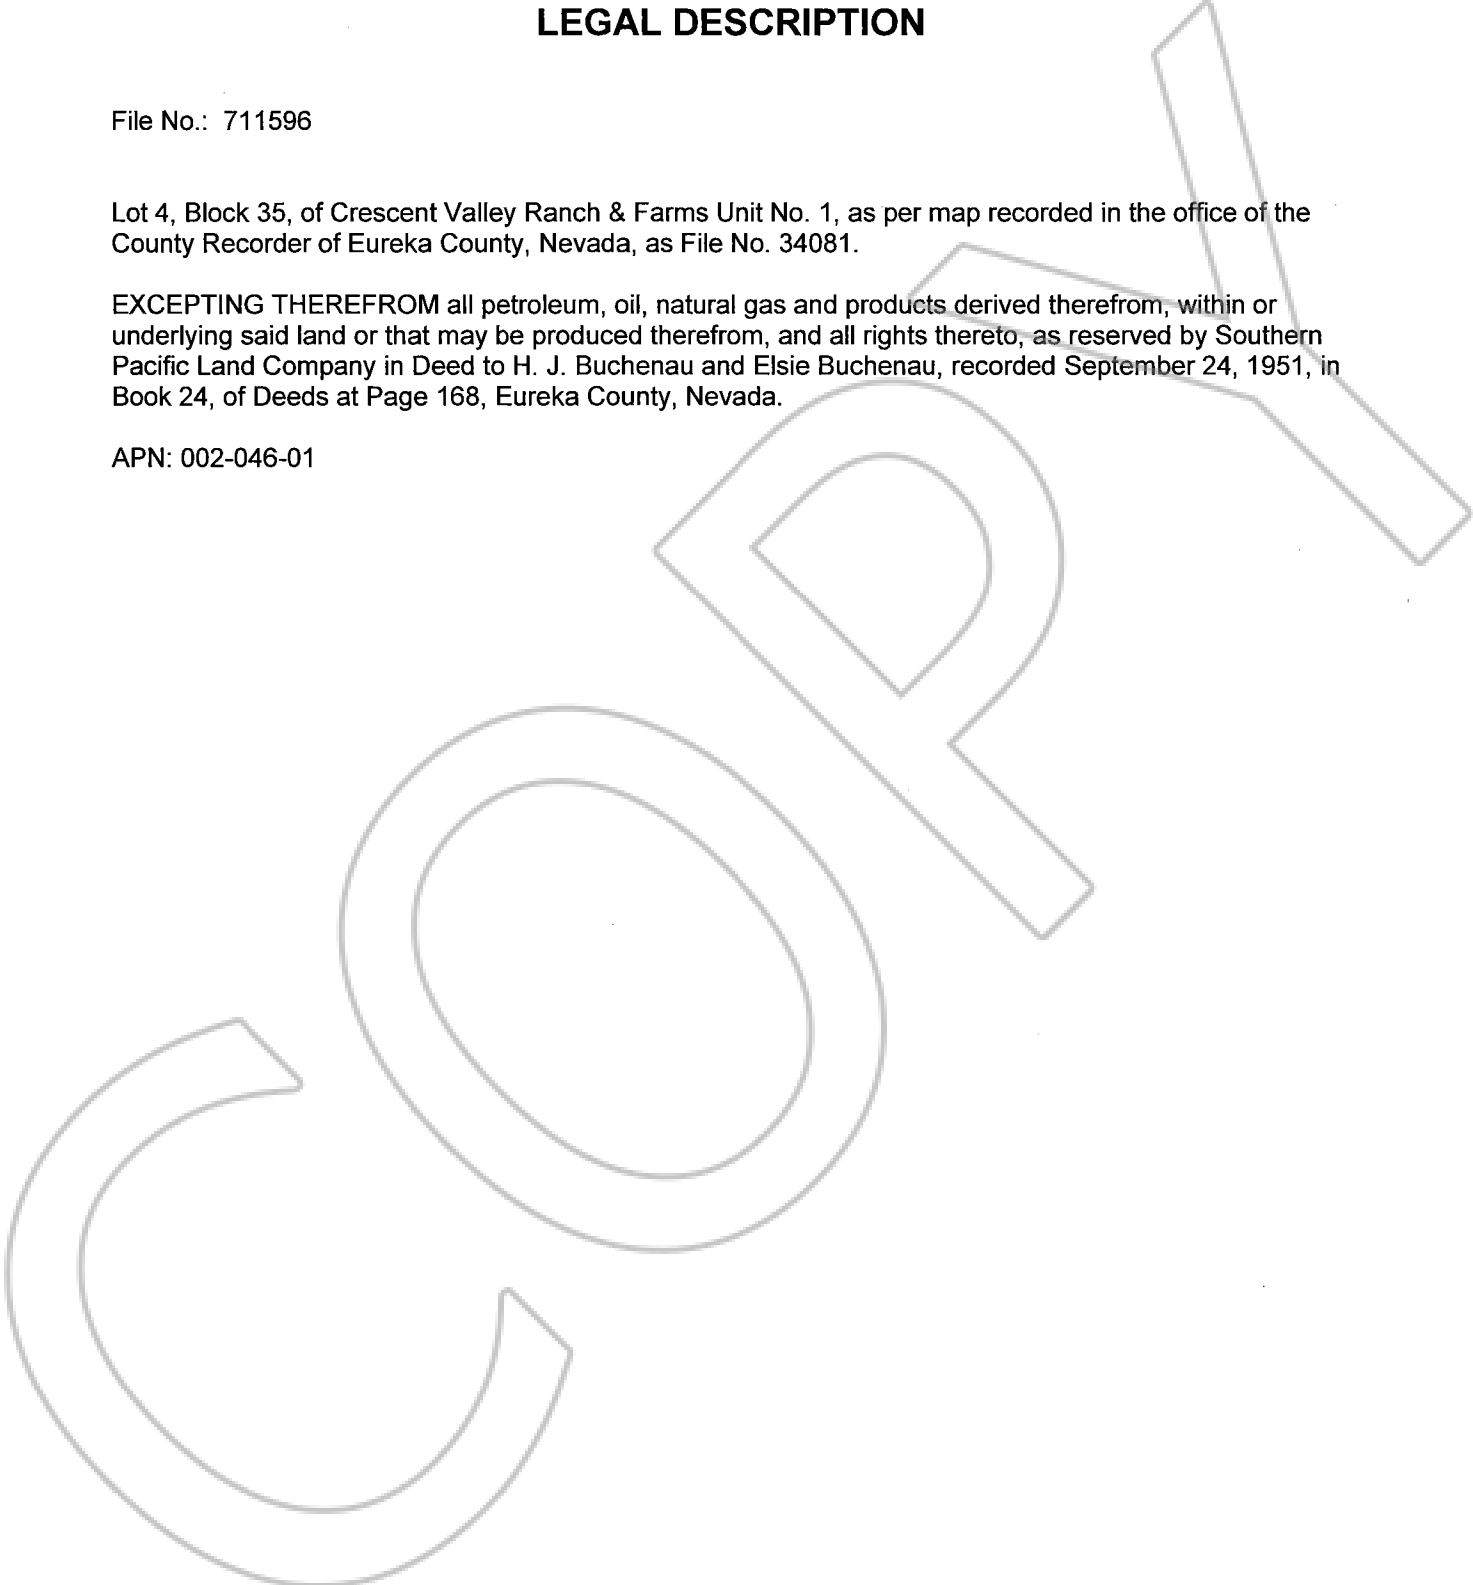 LEGAL DESCRIPTION
File No.: 711596
Lot 4, Block 35, of Crescent Valley Ranch & Farms Unit No. 1, as per map recorded in the office of the
County Recorder of Eureka County, Nevada, as File No. 34081.
EXCEPTING THEREFROM all petroleum, oil, natural gas and products derived therefrom, within or
underlying said land or that may be produced therefrom, and all rights thereto, as reserved by Southern
Pacific Land Company in Deed to H. J. Buchenau and Elsie Buchenau, recorded September 24, 1951, in
Book 24, of Deeds at Page 168, Eureka County, Nevada.
APN: 002-046-01
COPY